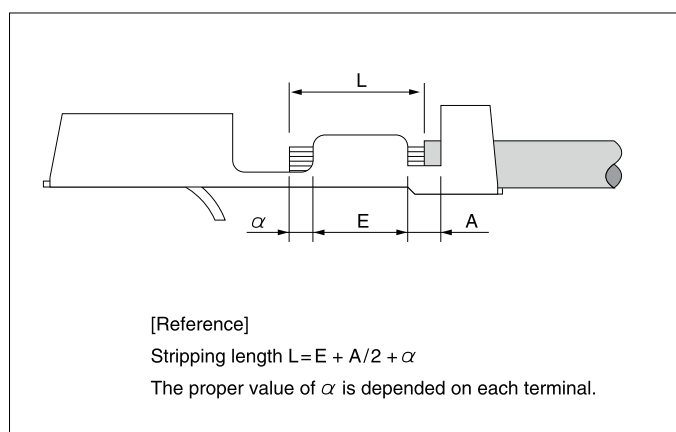 L
α E A
[Reference]
Stripping length L=E + A/2 + α
The proper value of α is depended on each terminal.